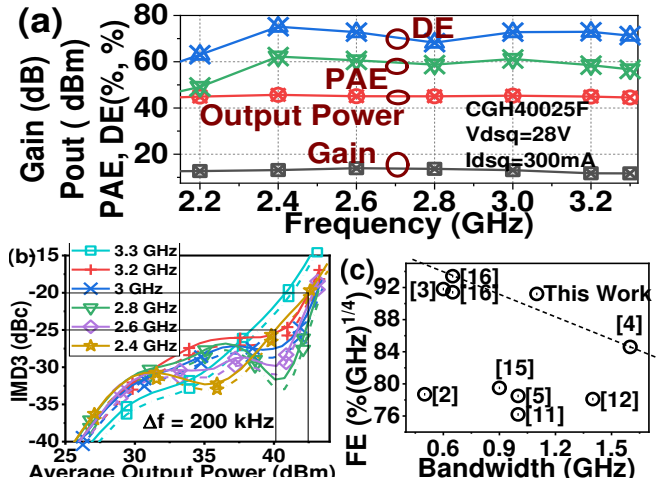 (a)
Gain (dB)
Pout ( dBm)
PAE, DE(%, %)
80
60
40
20
DE
PAE
Output Power
Gain
CGH40025F
Vdsq=28V
Idsq=300mA
2.2 2.4 2.6 2.8 3.0 3.2
Frequency (GHz)
(b)
IMD3 (dBc)
-15
-20
-25
-30
-35
-40
3.3 GHz
3.2 GHz
3 GHz
2.8 GHz
2.6 GHz
2.4 GHz
Δf = 200 kHz
25 30 35 40
Average Output Power (dBm)
(c)
FE (%(GHz)1/4)
92
88
84
80
76
[3] [16]
[16]
This Work
[4]
[15]
[2]
[5]
[11]
[12]
0.6 0.9 1.2 1.5
Bandwidth (GHz)